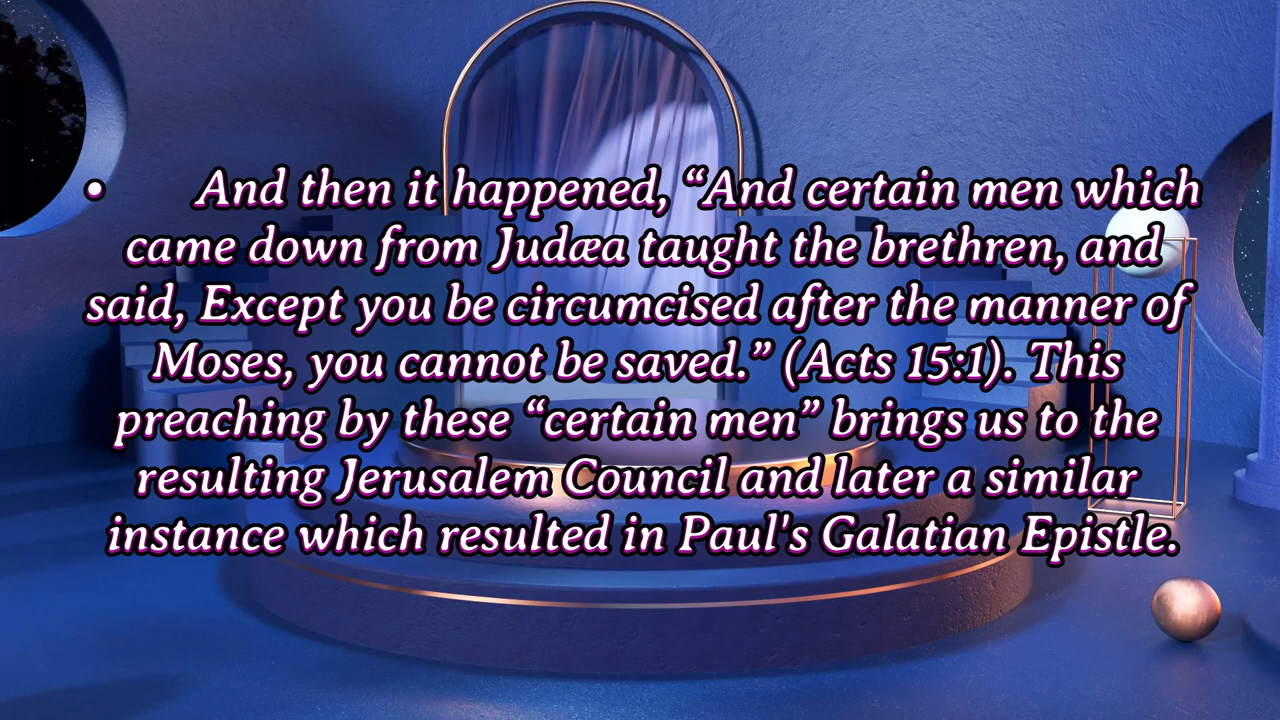 • And then it happened, “And certain men which
came down from Judæa taught the brethren, and
said, Except you be circumcised after the manner of
Moses, you cannot be saved.” (Acts 15:1). This
preaching by these “certain men” brings us to the
resulting Jerusalem Council and later a similar
instance which resulted in Paul's Galatian Epistle.